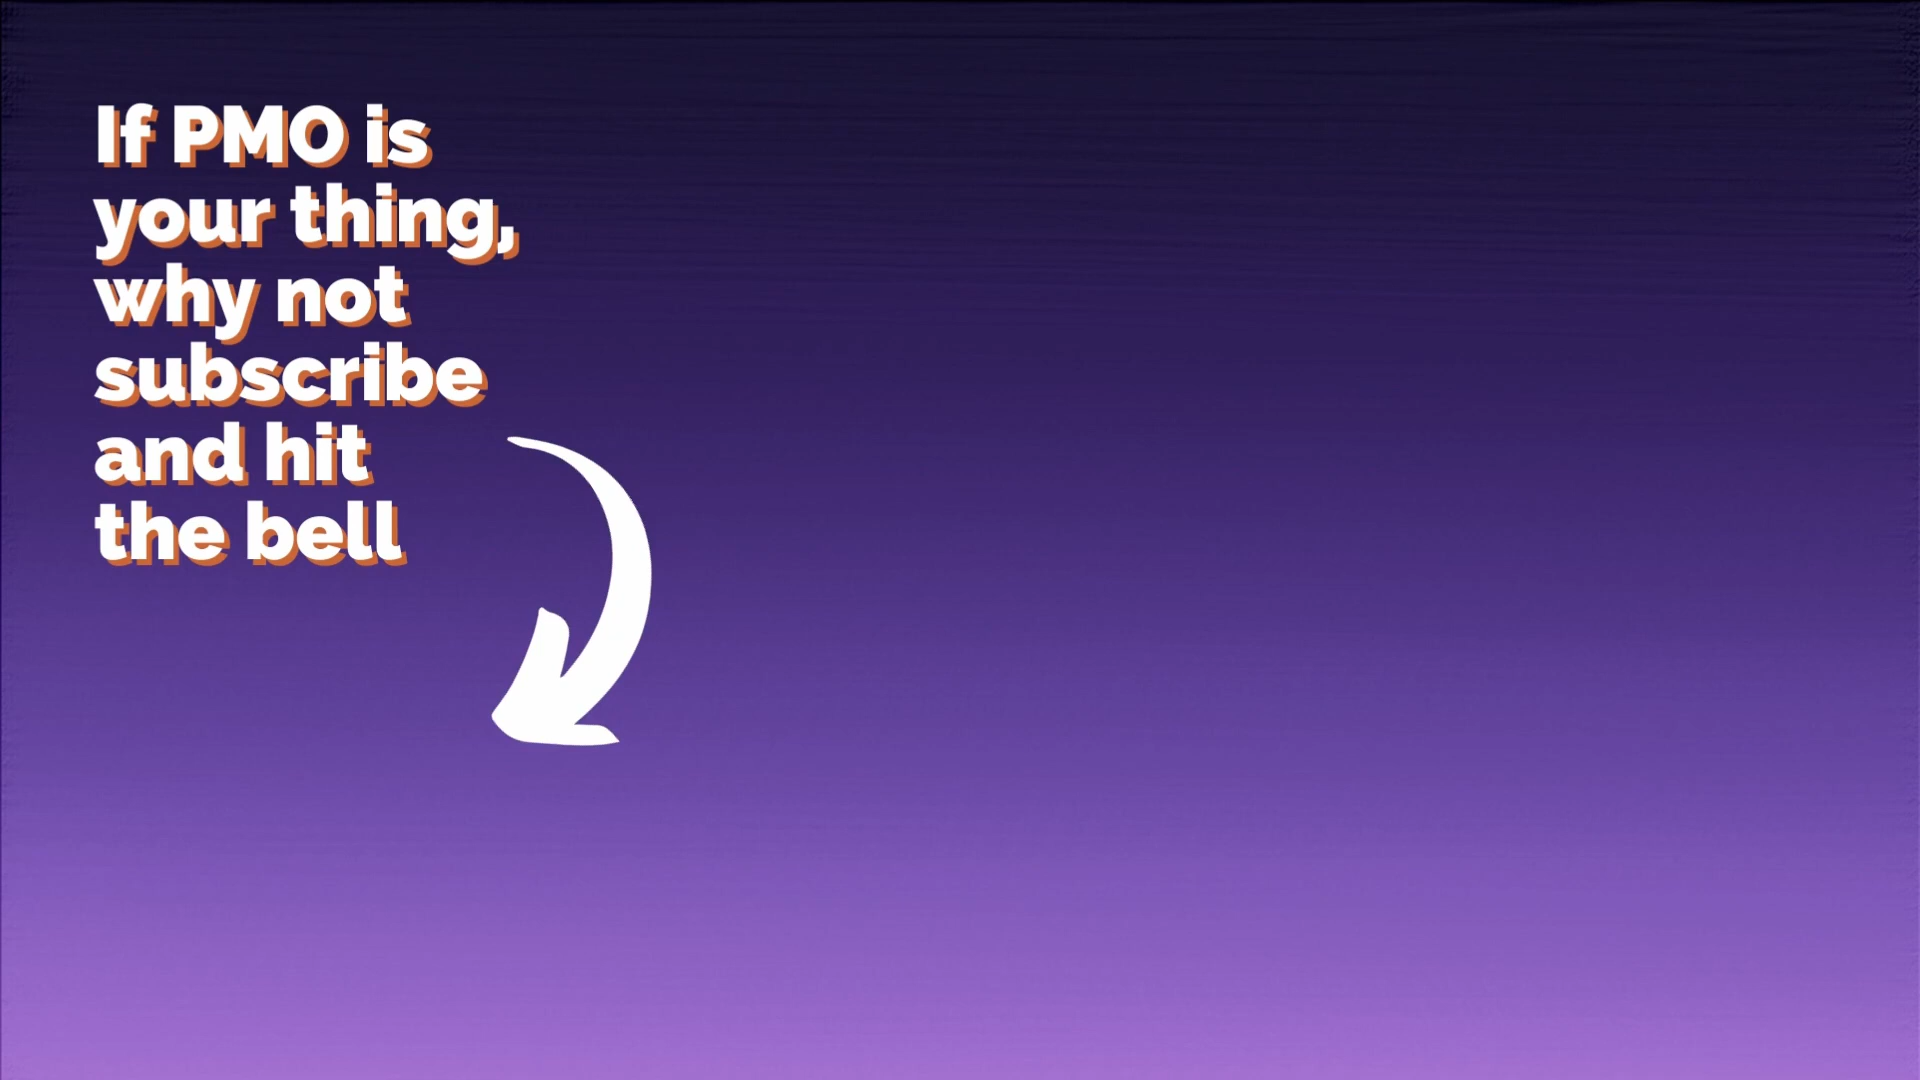 If PMO is
your thing,
why not
subscribe
and hit
the bell